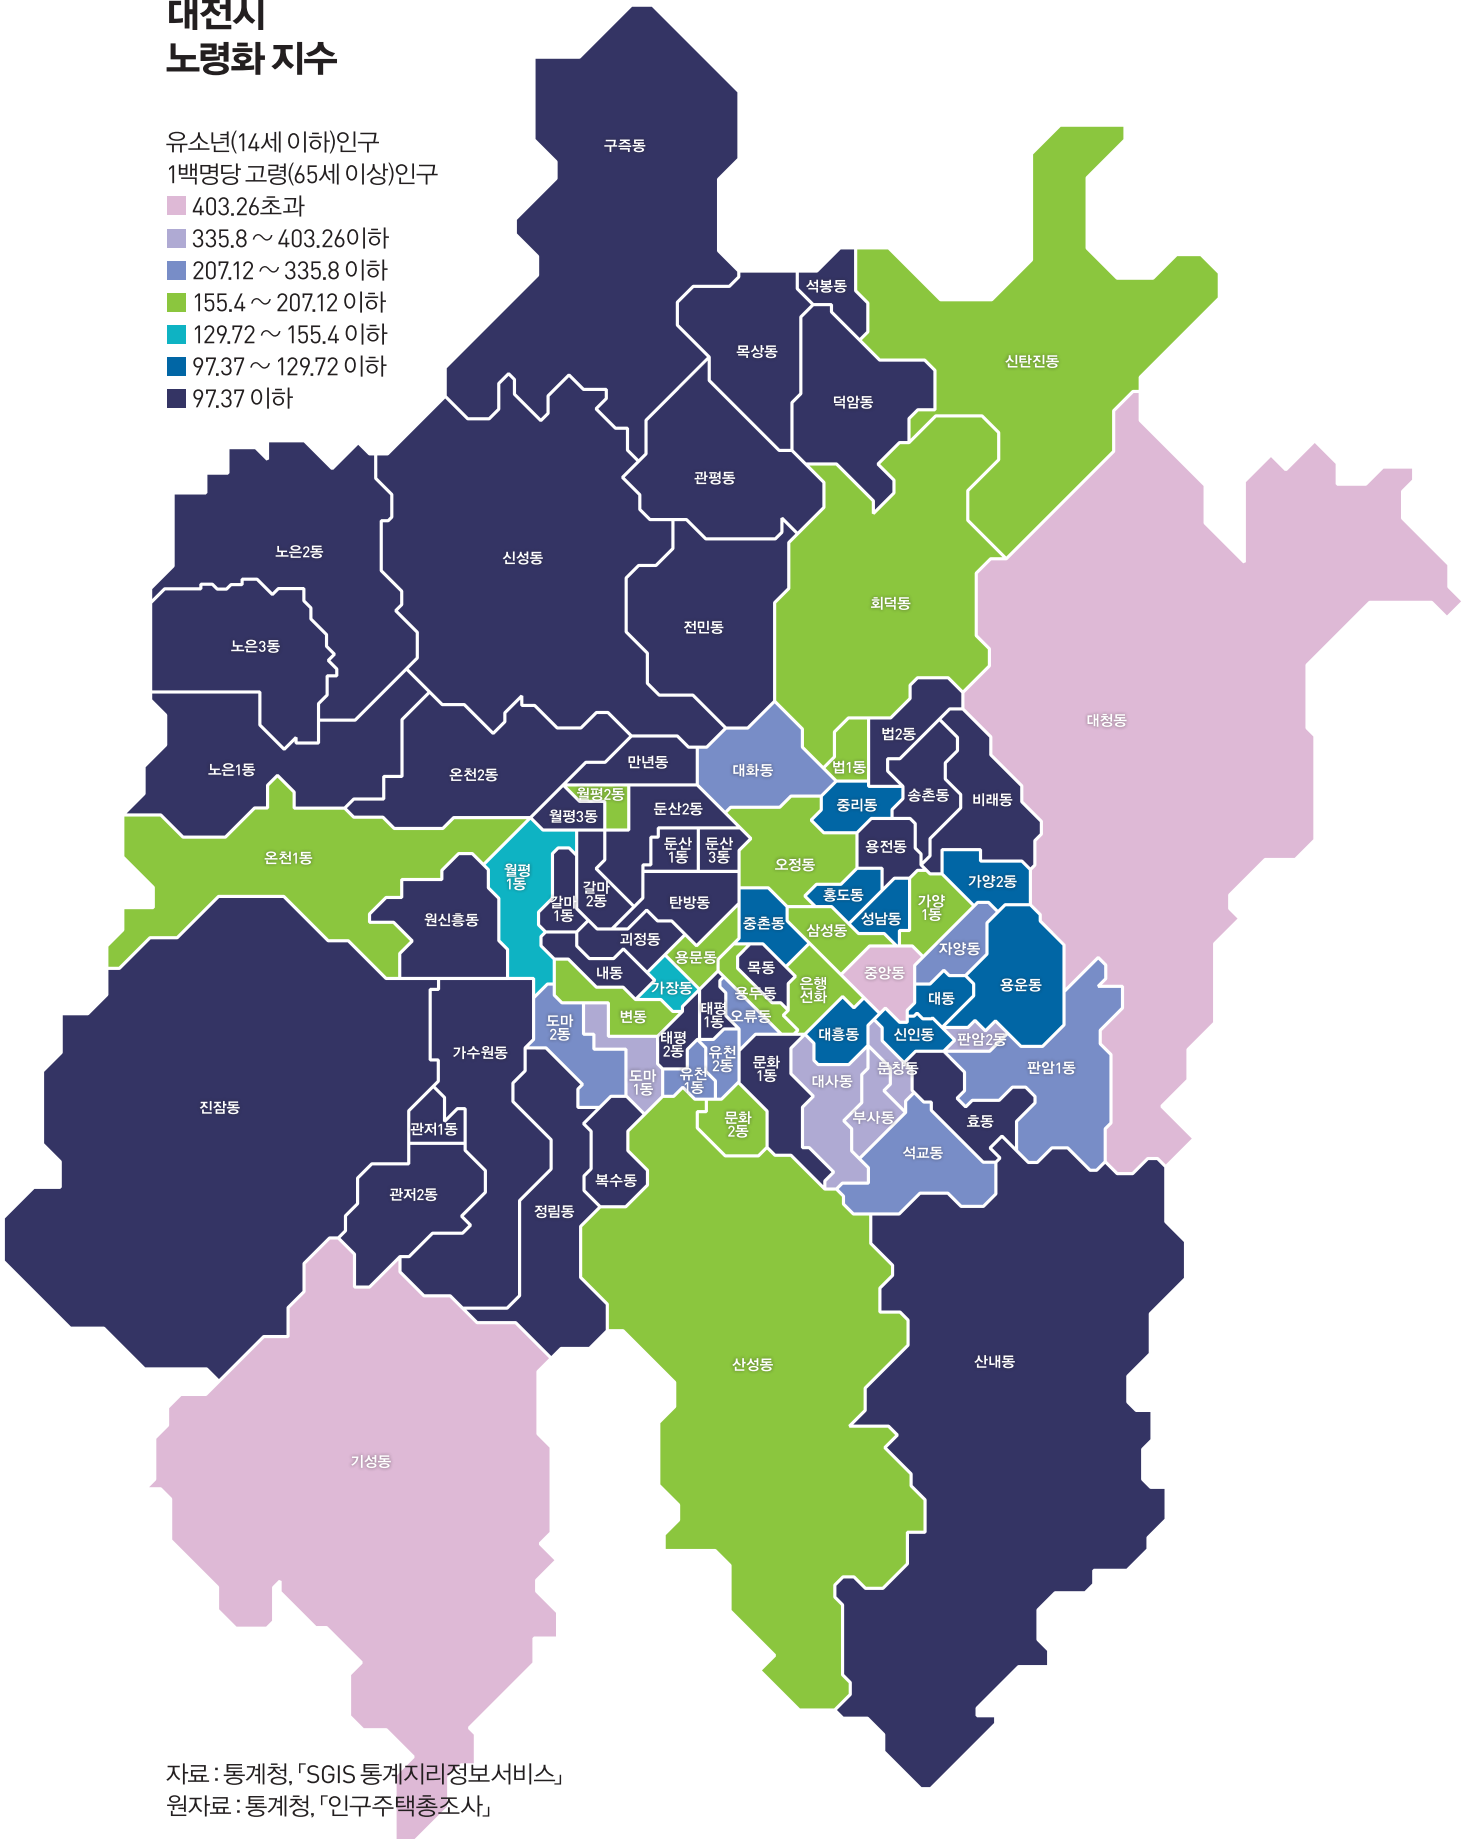 대전시
노령화 지수
유소년(14세 이하)인구
1백명당 고령(65세 이상)인구
403.26초과
335.8 ~ 403.26이하
207.12 ~ 335.8 이하
155.4 ~ 207.12 이하
129.72 ~ 155.4 이하
97.37 ~ 129.72 이하
97.37 이하
구즉동
석봉동
목상동
신탄진동
덕암동
관평동
노은2동
신성동
회덕동
전민동
노은3동
대청동
법2동
노은1동
온천2동
만년동
대화동
법1동
월평2동
송촌동
비래동
중리동
월평3동
둔산2동
용전동
온천1동
둔산
1동
둔산
3동
오정동
월평
1동
가양2동
갈마
2동
홍도동
갈마
1동
탄방동
가양
1동
원신흥동
중촌동
성남동
삼성동
괴정동
자양동
용문동
내동
목동
중앙동
가장동
은행
선화
용운동
용두동
대동
태평
1동
오류동
변동
도마
2동
대흥동
신인동
태평
2동
판암2동
가수원동
유천
2동
문화
1동
문창동
판암1동
유천
1동
도마
1동
대사동
진잠동
관저1동
문화
2동
부사동
효동
석교동
복수동
관저2동
정림동
산성동
산내동
기성동
자료 : 통계청, 「SGIS 통계지리정보서비스」
원자료 : 통계청, 「인구주택총조사」